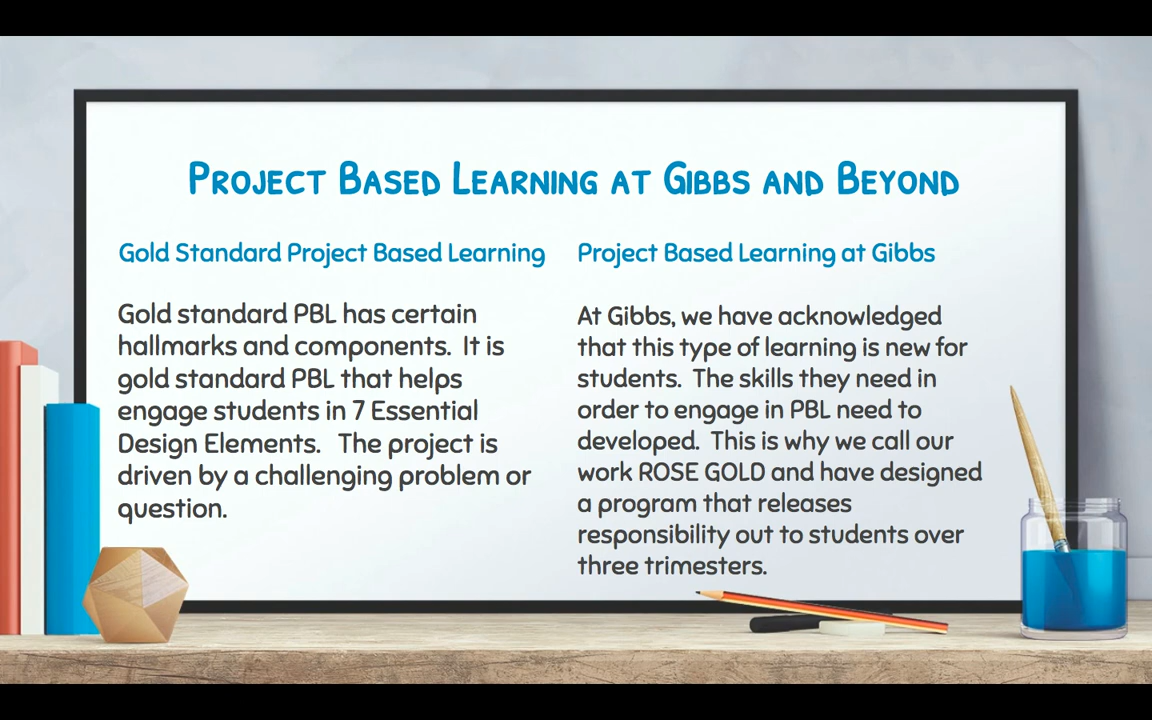 Project Based Learning at Gibbs and Beyond
Gold Standard Project Based Learning
Gold standard PBL has certain
hallmarks and components.  It is
gold standard PBL that helps
engage students in 7 Essential
Design Elements.   The project is
driven by a challenging problem or
question.
Project Based Learning at Gibbs
At Gibbs, we have acknowledged
that this type of learning is new for
students.  The skills they need in
order to engage in PBL need to
developed.  This is why we call our
work ROSE GOLD and have designed
a program that releases
responsibility out to students over
three trimesters.